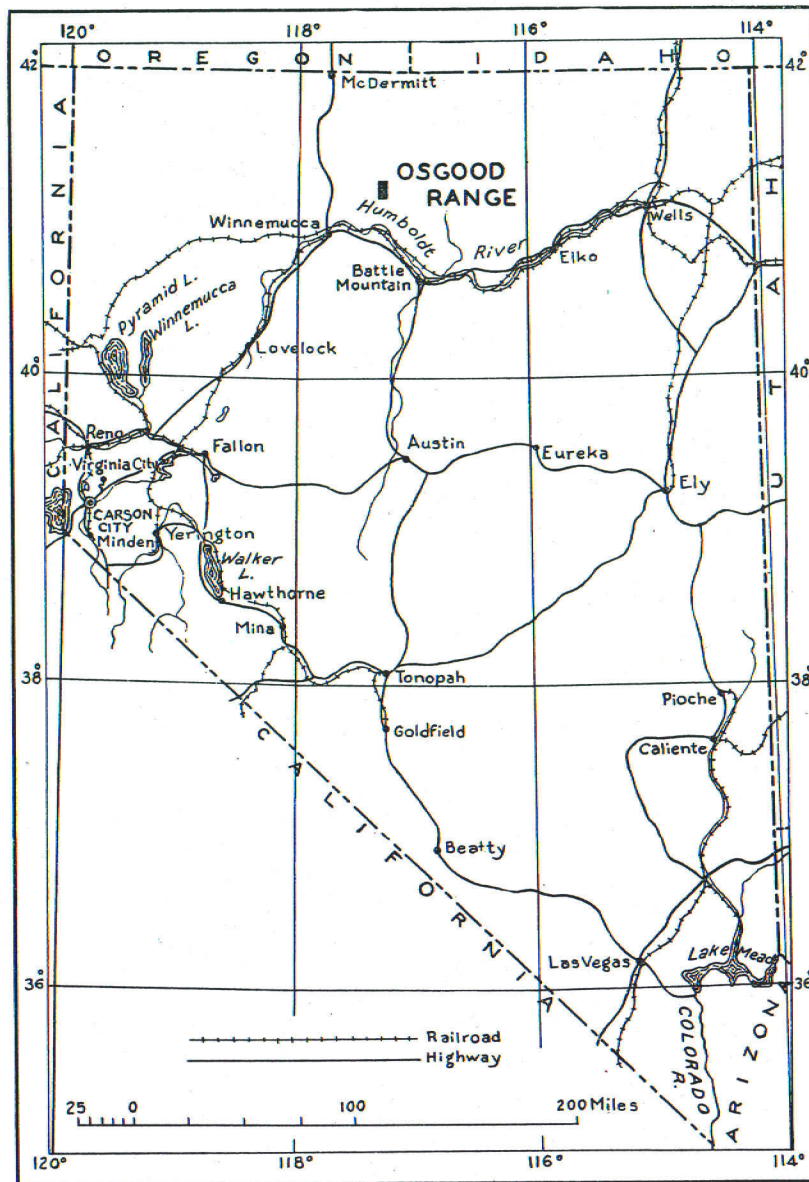 120° 118° 116° 114°
42° OREGON IDAHO 42°
McDermitt
CALIFORNIA
OSGOOD
RANGE
UTAH
Winnemucca
Humboldt
River
Wells
Elko
Battle
Mountain
Pyramid L.
Winnemucca
L.
Lovelock
40° 40°
Reno
Fallon
Austin
Eureka
Virginia City
Ely
CARSON
CITY
Minden
Yerington
Walker
L.
Hawthorne
Mina
38° 38°
Tonopah
Pioche
Goldfield
Caliente
CALIFORNIA
Beatty
Las Vegas
Lake Mead
36° 36°
COLORADO
R.
ARIZONA
Railroad
Highway
25 0 100 200 Miles
120° 118° 116° 114°